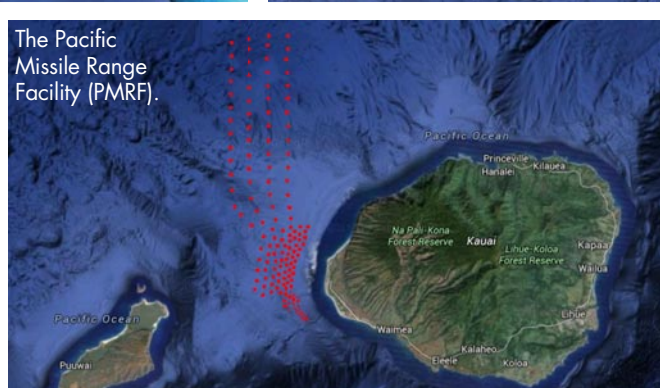 The Pacific
Missile Range
Facility (PMRF).
Pacific Ocean
Princeville
Kilauea
Hanalei
Na Pali-Kona
Forest Reserve
Kauai
Lihue-Koloa
Forest Reserve
Kapaa
Wailua
Pacific Ocean
Lihue
Waimea
Kalaheo
Eleele
Koloa
Puuwai